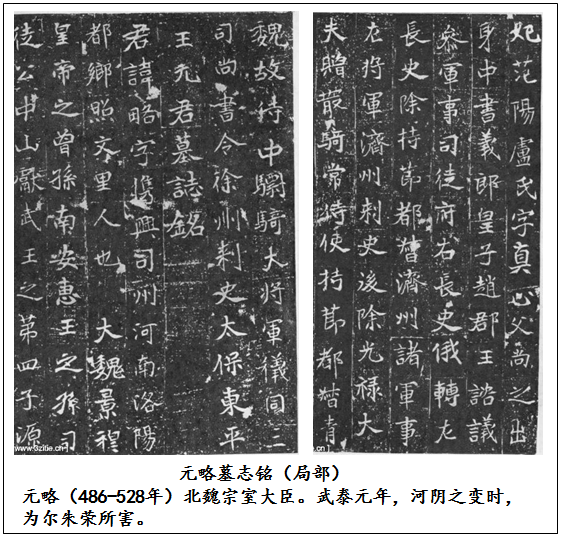 魏故侍中驃騎大將軍儀同三
司尚書令徐州刾史太保東平
王元君墓誌銘
君諱略字儁興司州河南洛陽
都鄉照文里人也 大魏景穆
皇帝之曾孫南安惠王之孫司
徒公中山獻武王之第四子源
妃范陽盧氏字真心父尚之出
身中書議郎皇子趙郡王諮議
叅軍事司徒府右長史俄轉左
長史除持節都督濟州諸軍事
左將軍濟州刾史後除光祿大
夫贈散騎常侍使持節都督青
元略墓志铭（局部）
元略（486-528年）北魏宗室大臣。武泰元年，河阴之变时，
为尔朱荣所害。